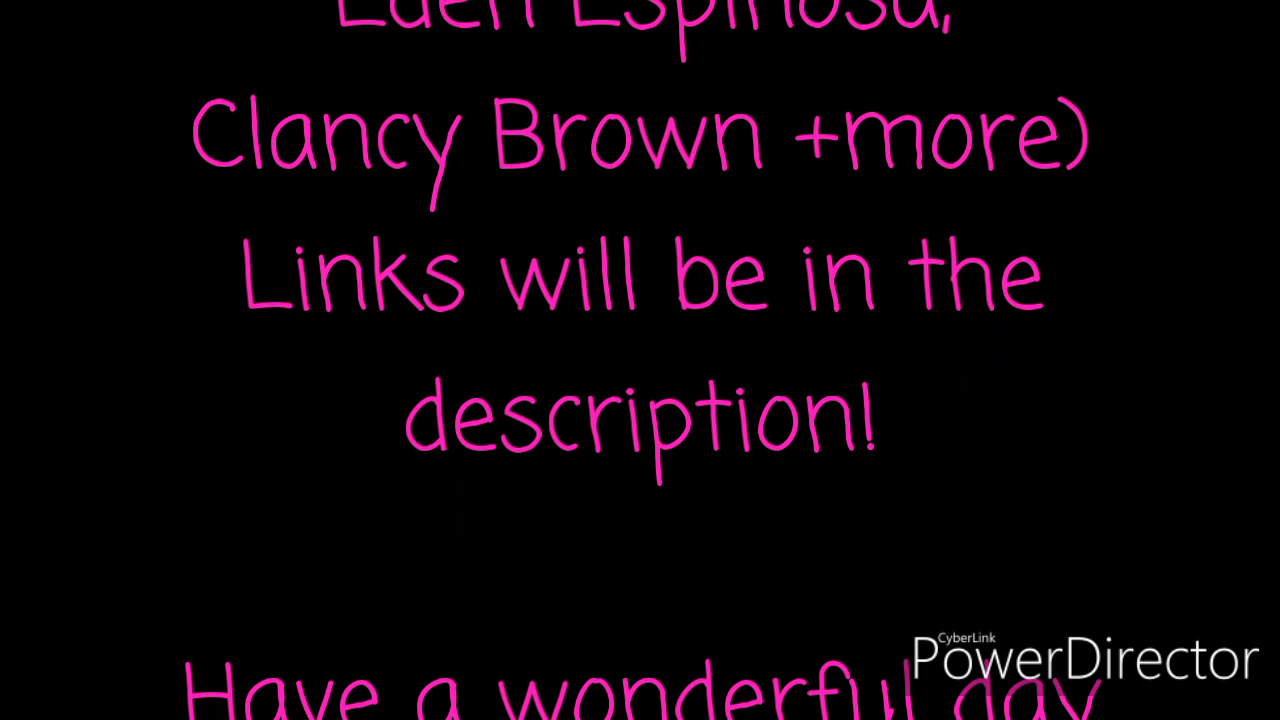 Eden Espinosa,
Clancy Brown +more)
Links will be in the
description!
CyberLink
PowerDirector
Have a wonderful day